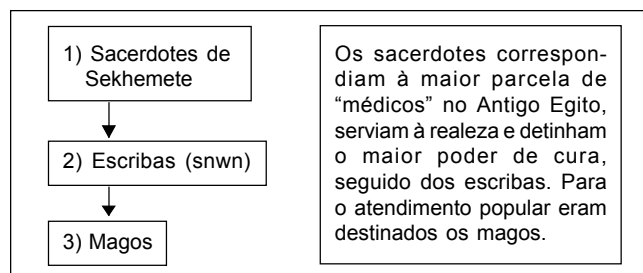 1) Sacerdotes de
Sekhemete
2) Escribas (snwn)
3) Magos
Os sacerdotes correspon-
diam à maior parcela de
“médicos” no Antigo Egito,
serviam à realeza e detinham
o maior poder de cura,
seguido dos escribas. Para
o atendimento popular eram
destinados os magos.